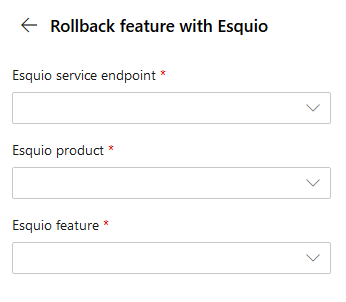 Rollback feature with Esquio
Esquio service endpoint *
Esquio product *
Esquio feature *